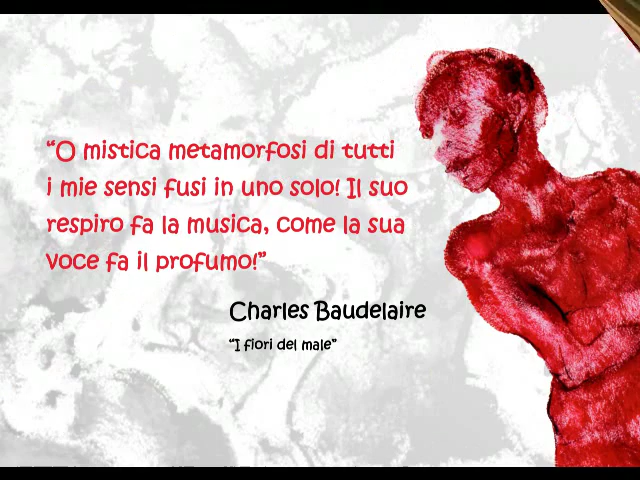 “O mistica metamorfosi di tutti
i mie sensi fusi in uno solo! Il suo
respiro fa la musica, come la sua
voce fa il profumo!”
Charles Baudelaire
“I fiori del male”